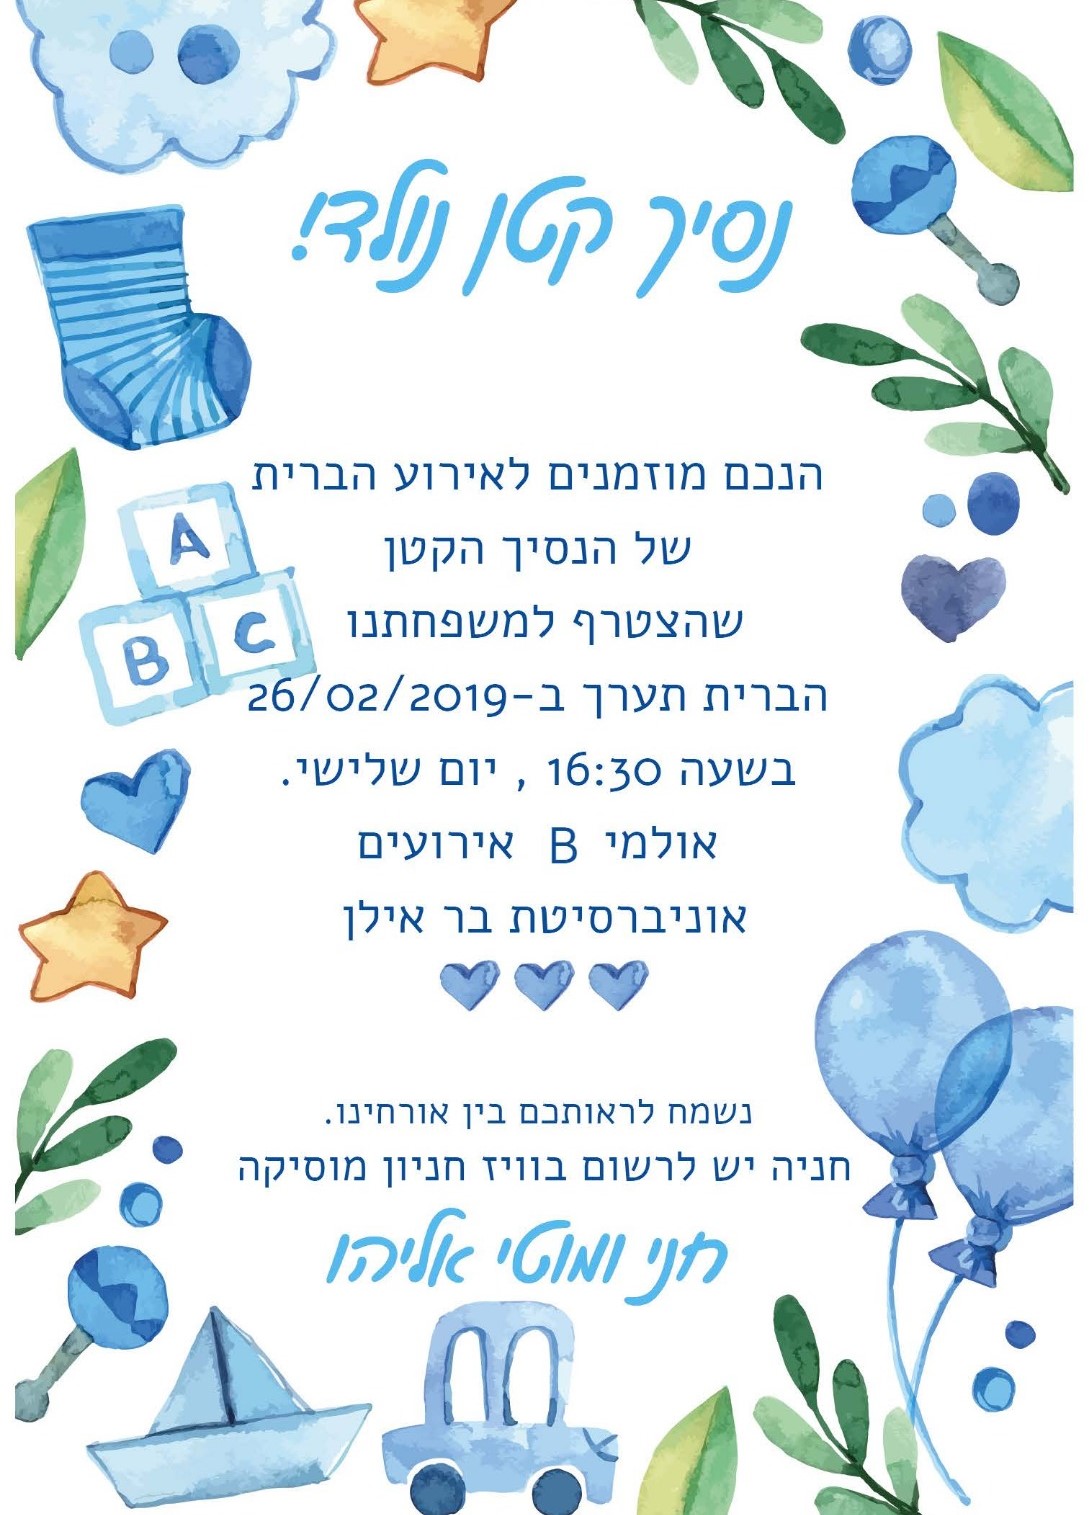 נסיך קטן נולד!
הנכם מוזמנים לאירוע הברית
של הנסיך הקטן
שהצטרף למשפחתנו
הברית תערך ב-26/02/2019
בשעה 16:30 , יום שלישי.
אולמי B אירועים
אוניברסיטת בר אילן
נשמח לראותכם בין אורחינו.
חניה יש לרשום בוויז חניון מוסיקה
חני ומוטי אליהו
A
B C